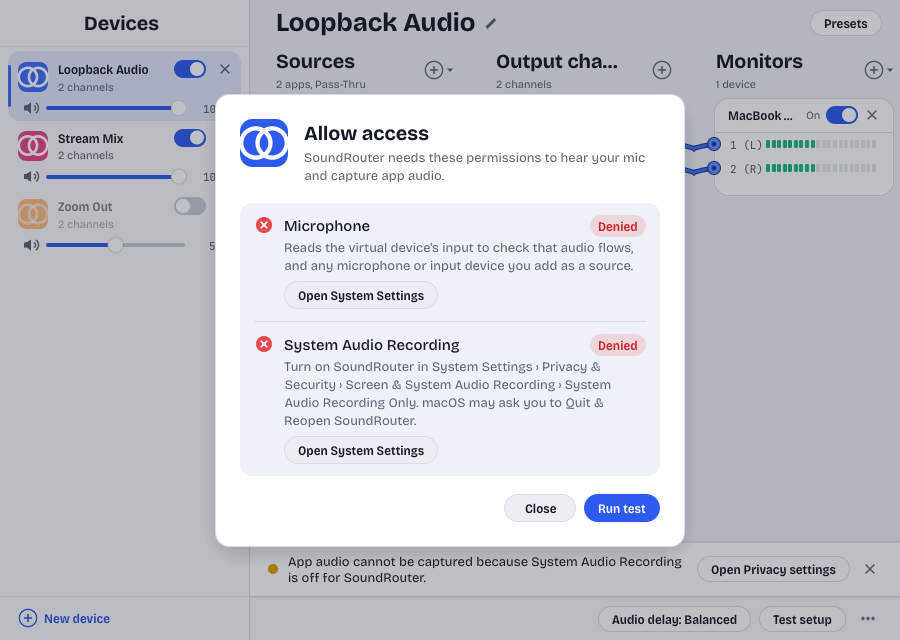 Devices
Loopback Audio
2 channels
10
Stream Mix
2 channels
10
Zoom Out
2 channels
5
New device
Loopback Audio
Presets
Sources
2 apps, Pass-Thru
Output cha...
2 channels
Monitors
1 device
MacBook ...
On
1 (L)
2 (R)
Allow access
SoundRouter needs these permissions to hear your mic
and capture app audio.
Microphone
Denied
Reads the virtual device's input to check that audio flows,
and any microphone or input device you add as a source.
Open System Settings
System Audio Recording
Denied
Turn on SoundRouter in System Settings › Privacy &
Security › Screen & System Audio Recording › System
Audio Recording Only. macOS may ask you to Quit &
Reopen SoundRouter.
Open System Settings
Close
Run test
App audio cannot be captured because System Audio Recording
is off for SoundRouter.
Open Privacy settings
Audio delay: Balanced
Test setup